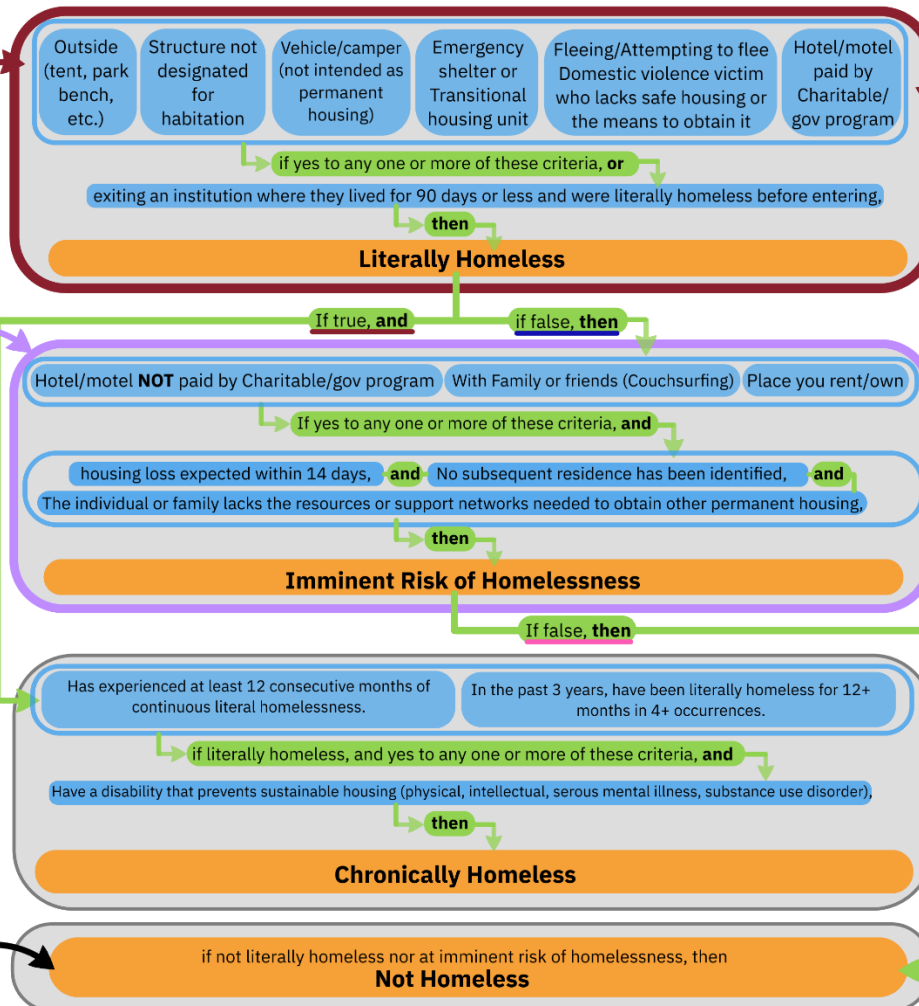 Outside
(tent, park
bench,
etc.)
Structure not
designated
for
habitation
Vehicle/camper
(not intended as
permanent
housing)
Emergency
shelter or
Transitional
housing unit
Fleeing/Attempting to flee
Domestic violence victim
who lacks safe housing or
the means to obtain it
Hotel/motel
paid by
Charitable/
gov program
if yes to any one or more of these criteria, or
exiting an institution where they lived for 90 days or less and were literally homeless before entering,
then
Literally Homeless
If true, and
if false, then
Hotel/motel NOT paid by Charitable/gov program
With Family or friends (Couchsurfing)
Place you rent/own
If yes to any one or more of these criteria, and
housing loss expected within 14 days,
and
No subsequent residence has been identified,
and
The individual or family lacks the resources or support networks needed to obtain other permanent housing,
then
Imminent Risk of Homelessness
If false, then
Has experienced at least 12 consecutive months of
continuous literal homelessness.
In the past 3 years, have been literally homeless for 12+
months in 4+ occurrences.
if literally homeless, and yes to any one or more of these criteria, and
Have a disability that prevents sustainable housing (physical, intellectual, serous mental illness, substance use disorder),
then
Chronically Homeless
if not literally homeless nor at imminent risk of homelessness, then
Not Homeless